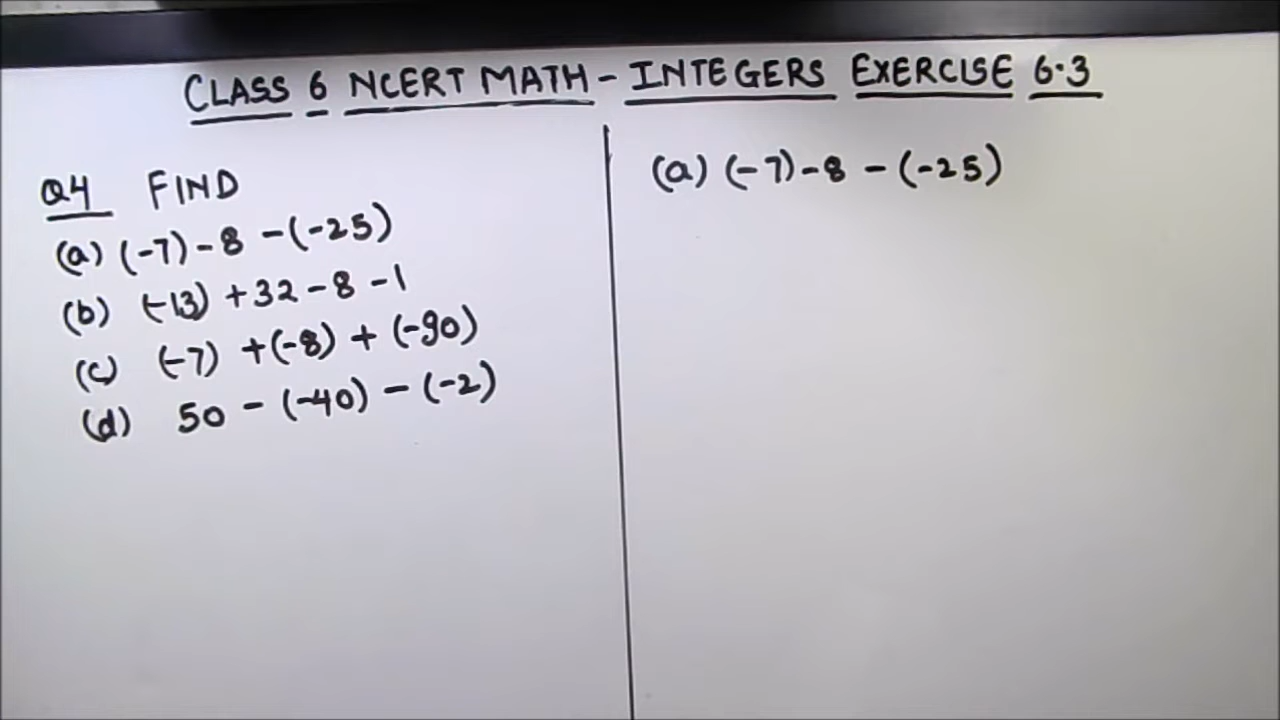 CLASS 6 NCERT MATH - INTEGERS EXERCISE 6.3
Q4 FIND
(a) (-7) - 8 - (-25)
(b) (-13) + 32 - 8 - 1
(c) (-7) + (-8) + (-90)
(d) 50 - (-40) - (-2)
(a) (-7) - 8 - (-25)